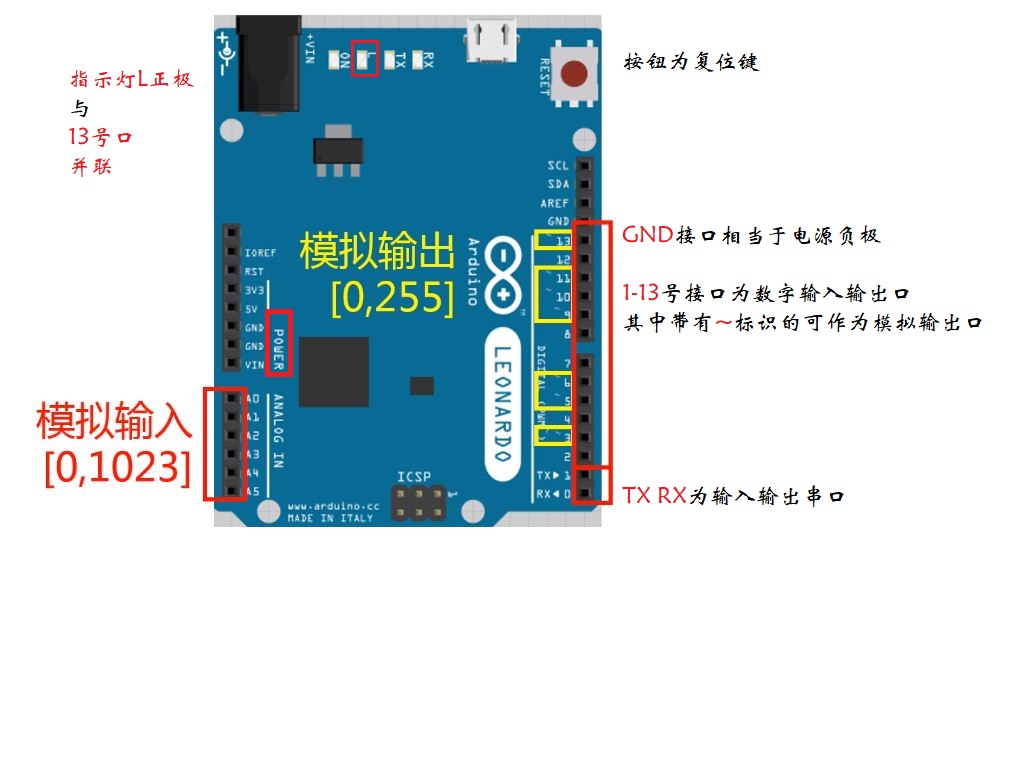 指示灯L正极
与
13号口
并联
+VIN
ON
L
TX
RX
RESET
按钮为复位键
SCL
SDA
AREF
GND
~13
12
~11
~10
~9
8
GND接口相当于电源负极
1-13号接口为数字输入输出口
其中带有~标识的可作为模拟输出口
模拟输出
[0,255]
Arduino
TM
LEONARDO
IOREF
RST
3V3
5V
GND
GND
VIN
POWER
7
~6
~5
4
~3
2
TX▶1
RX◀0
DIGITAL (PWM ~)
模拟输入
[0,1023]
A0
A1
A2
A3
A4
A5
ANALOG IN
ICSP
1
www.arduino.cc
MADE IN ITALY
TX RX为输入输出串口